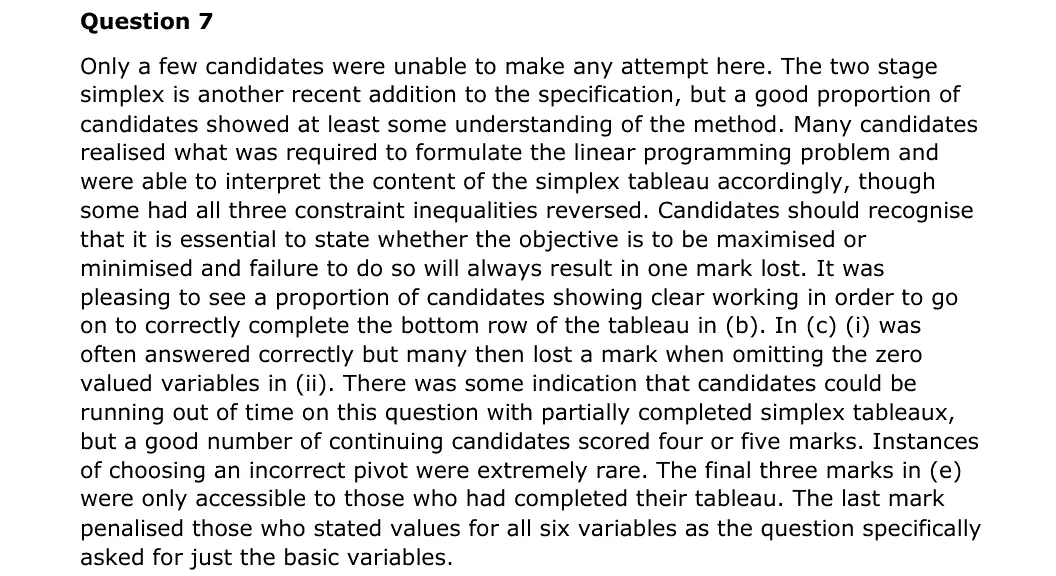 Question 7
Only a few candidates were unable to make any attempt here. The two stage
simplex is another recent addition to the specification, but a good proportion of
candidates showed at least some understanding of the method. Many candidates
realised what was required to formulate the linear programming problem and
were able to interpret the content of the simplex tableau accordingly, though
some had all three constraint inequalities reversed. Candidates should recognise
that it is essential to state whether the objective is to be maximised or
minimised and failure to do so will always result in one mark lost. It was
pleasing to see a proportion of candidates showing clear working in order to go
on to correctly complete the bottom row of the tableau in (b). In (c) (i) was
often answered correctly but many then lost a mark when omitting the zero
valued variables in (ii). There was some indication that candidates could be
running out of time on this question with partially completed simplex tableaux,
but a good number of continuing candidates scored four or five marks. Instances
of choosing an incorrect pivot were extremely rare. The final three marks in (e)
were only accessible to those who had completed their tableau. The last mark
penalised those who stated values for all six variables as the question specifically
asked for just the basic variables.